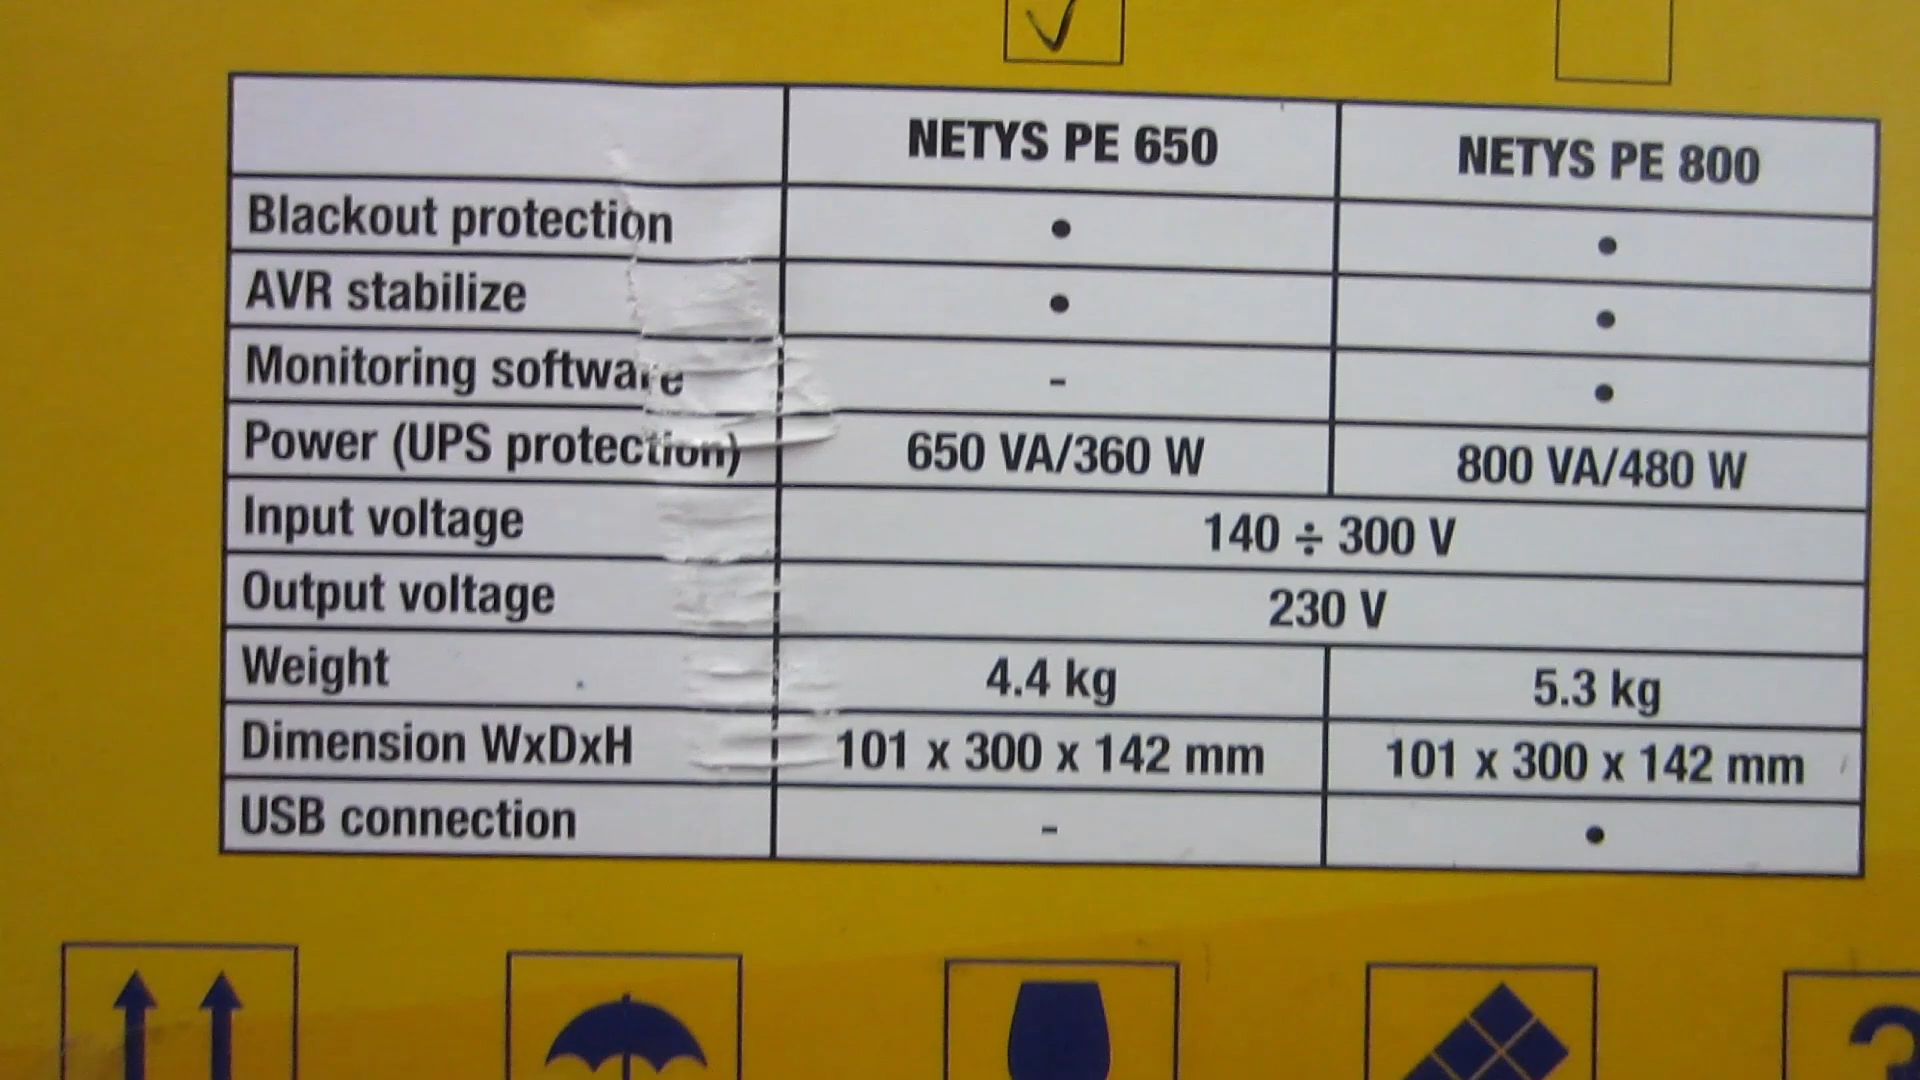 NETYS PE 650 NETYS PE 800
Blackout protection • •
AVR stabilize • •
Monitoring software - •
Power (UPS protection) 650 VA/360 W 800 VA/480 W
Input voltage 140 ÷ 300 V
Output voltage 230 V
Weight 4.4 kg 5.3 kg
Dimension WxDxH 101 x 300 x 142 mm 101 x 300 x 142 mm
USB connection - •